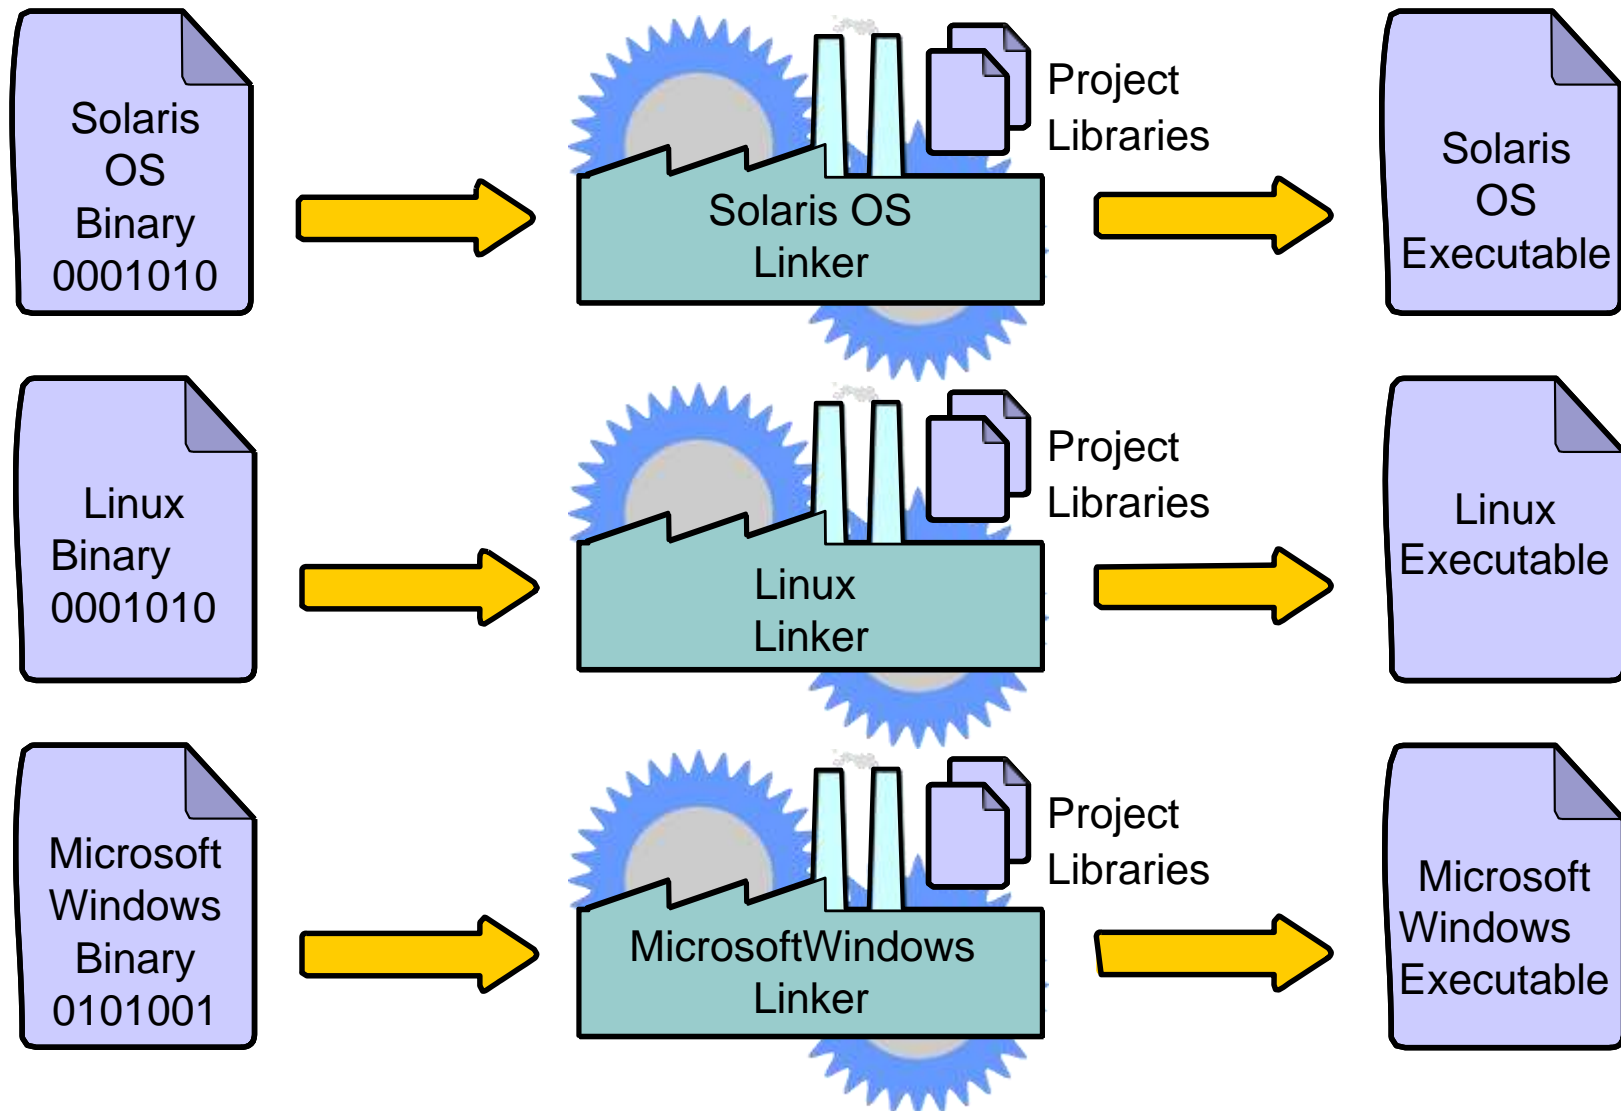 Solaris
OS
Binary
0001010
Solaris OS
Linker
Project
Libraries
Solaris
OS
Executable
Linux
Binary
0001010
Linux
Linker
Project
Libraries
Linux
Executable
Microsoft
Windows
Binary
0101001
MicrosoftWindows
Linker
Project
Libraries
Microsoft
Windows
Executable